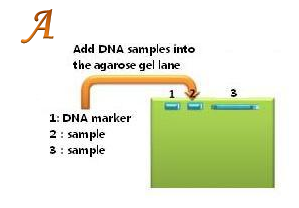 A
Add DNA samples into
the agarose gel lane
1 2 3
1: DNA marker
2 : sample
3 : sample